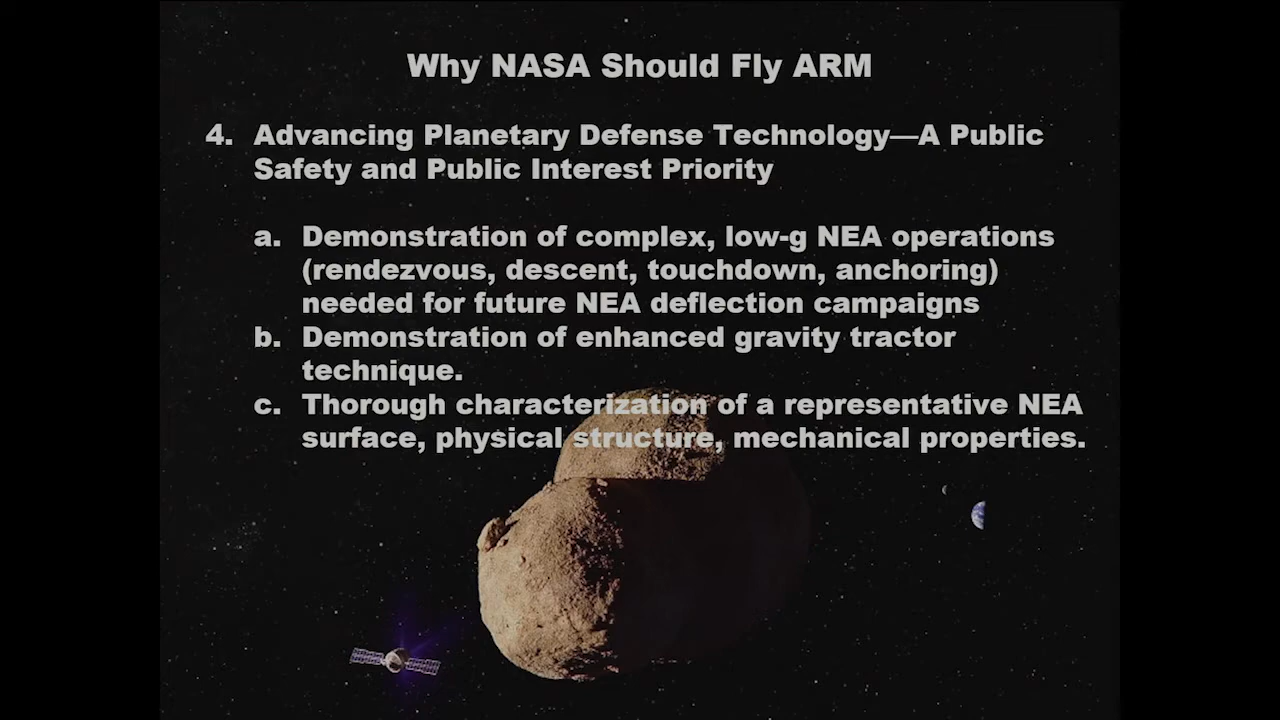 Why NASA Should Fly ARM
4. Advancing Planetary Defense Technology—A Public
Safety and Public Interest Priority
a. Demonstration of complex, low-g NEA operations
(rendezvous, descent, touchdown, anchoring)
needed for future NEA deflection campaigns
b. Demonstration of enhanced gravity tractor
technique.
c. Thorough characterization of a representative NEA
surface, physical structure, mechanical properties.